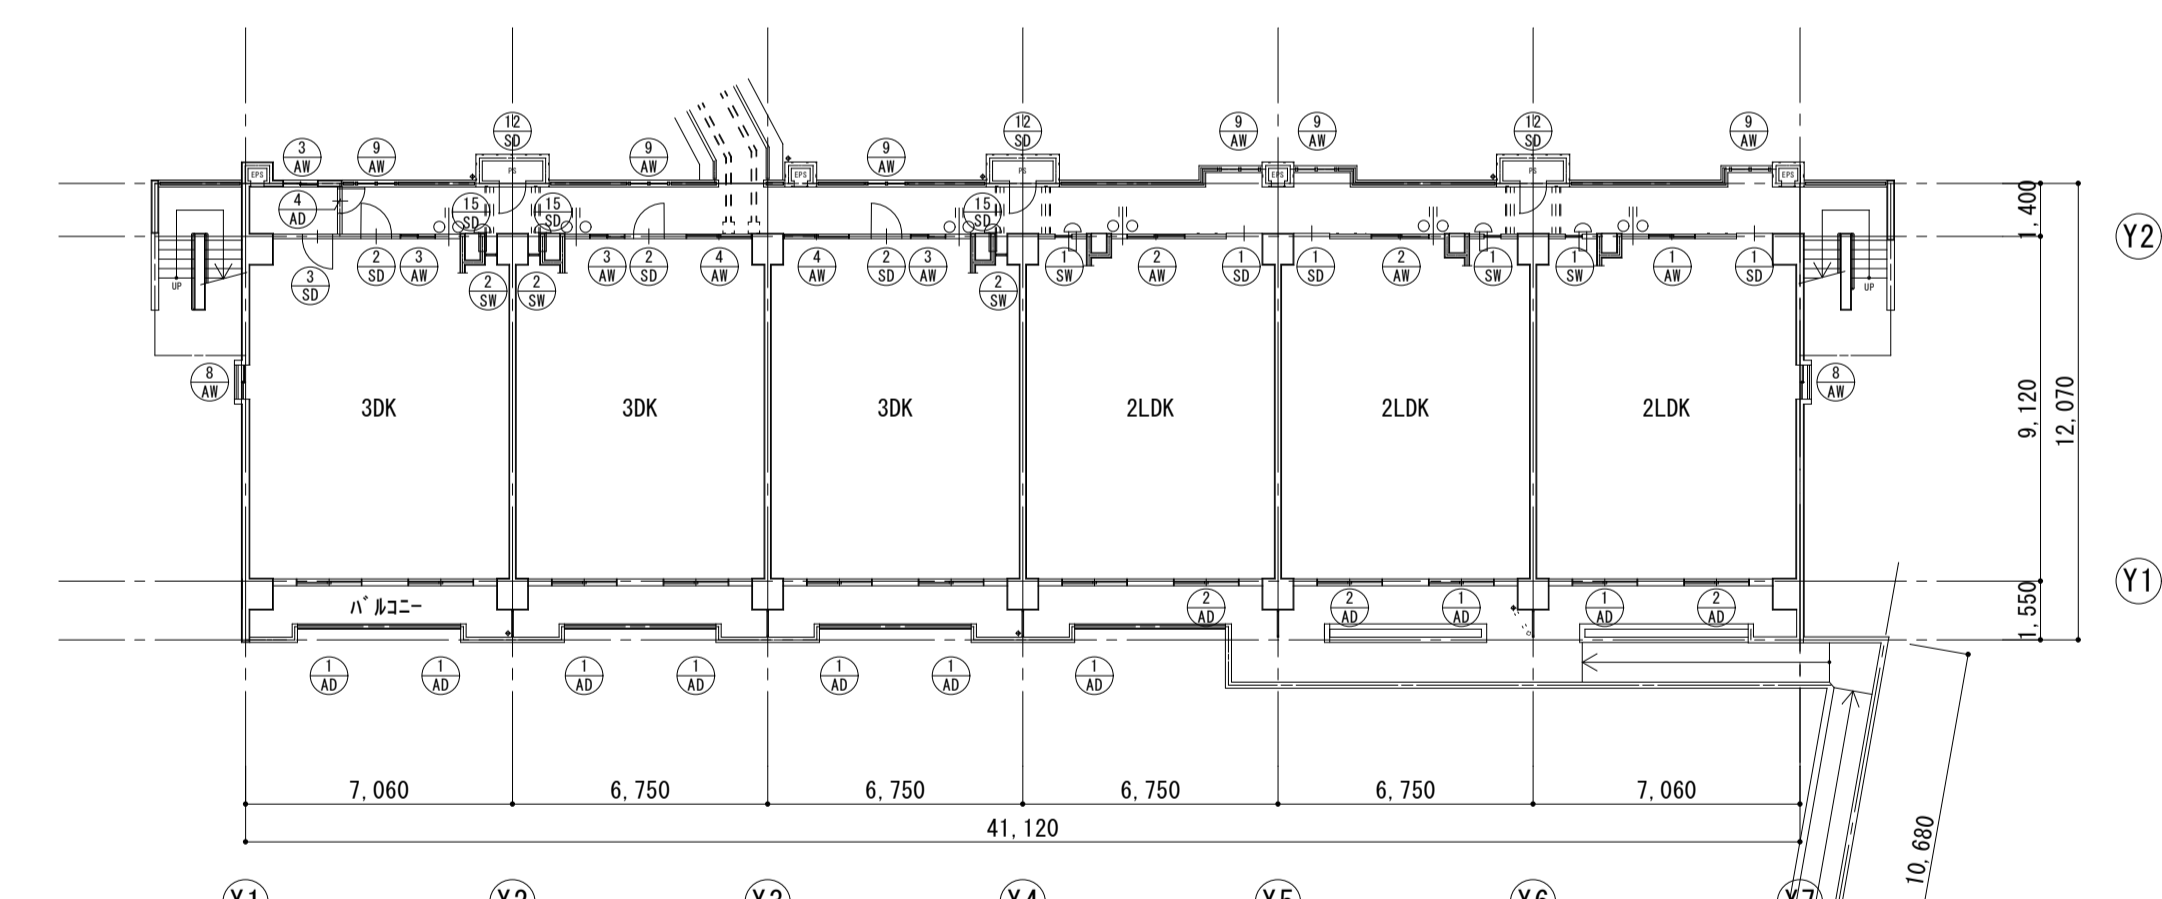 12
SD
12
SD
9
AW
9
AW
12
SD
9
AW
3
AW
9
AW
9
AW
9
AW
EPS
PS
EPS
PS
EPS
PS
EPS
4
AD
15
SD
15
SD
15
SD
1,400
Y2
3
SD
2
SD
3
AW
2
SW
2
SW
3
AW
2
SD
4
AW
4
AW
2
SD
3
AW
2
SW
1
SW
2
AW
1
SD
1
SD
2
AW
1
SW
1
SW
1
AW
1
SD
UP
UP
8
AW
8
AW
3DK
3DK
3DK
2LDK
2LDK
2LDK
9,120
12,070
Y1
バルコニー
2
AD
2
AD
1
AD
1
AD
2
AD
1,550
1
AD
1
AD
1
AD
1
AD
1
AD
1
AD
1
AD
7,060
6,750
6,750
6,750
6,750
7,060
41,120
10,680